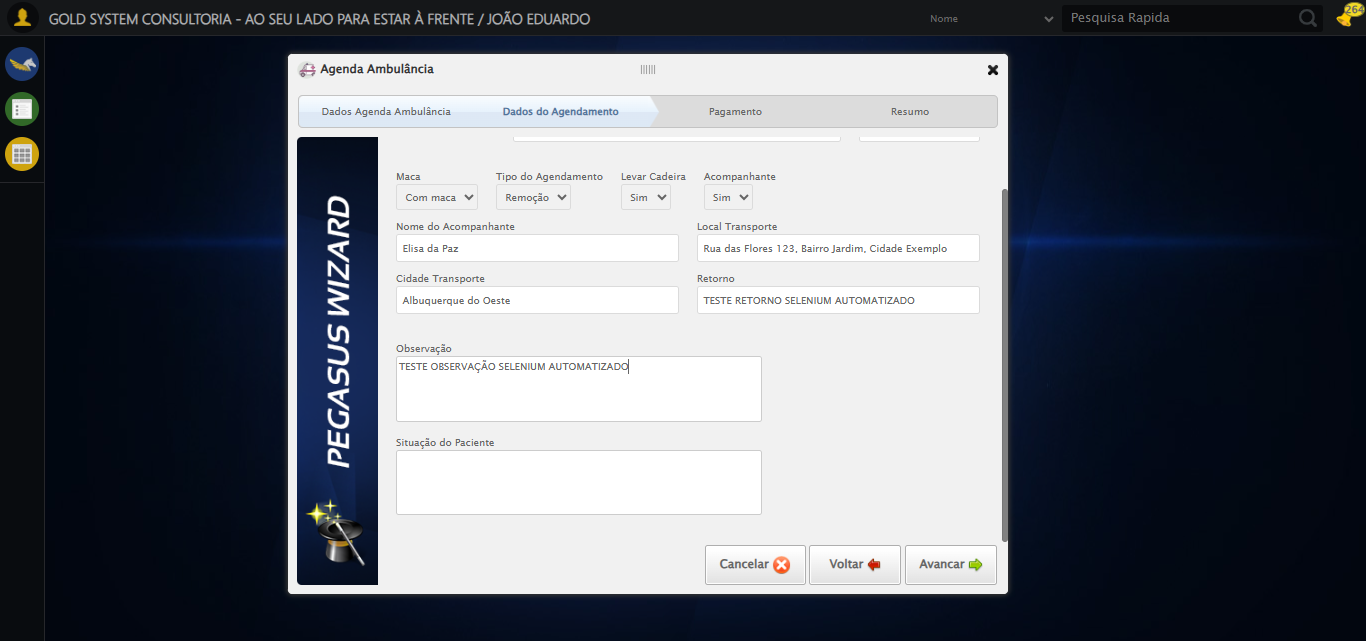 GOLD SYSTEM CONSULTORIA - AO SEU LADO PARA ESTAR À FRENTE / JOÃO EDUARDO
Nome
Pesquisa Rapida
264
Agenda Ambulância
Dados Agenda Ambulância
Dados do Agendamento
Pagamento
Resumo
PEGASUS WIZARD
Maca
Tipo do Agendamento
Levar Cadeira
Acompanhante
Com maca
Remoção
Sim
Sim
Nome do Acompanhante
Local Transporte
Elisa da Paz
Rua das Flores 123, Bairro Jardim, Cidade Exemplo
Cidade Transporte
Retorno
Albuquerque do Oeste
TESTE RETORNO SELENIUM AUTOMATIZADO
Observação
TESTE OBSERVAÇÃO SELENIUM AUTOMATIZADO
Situação do Paciente
Cancelar
Voltar
Avancar